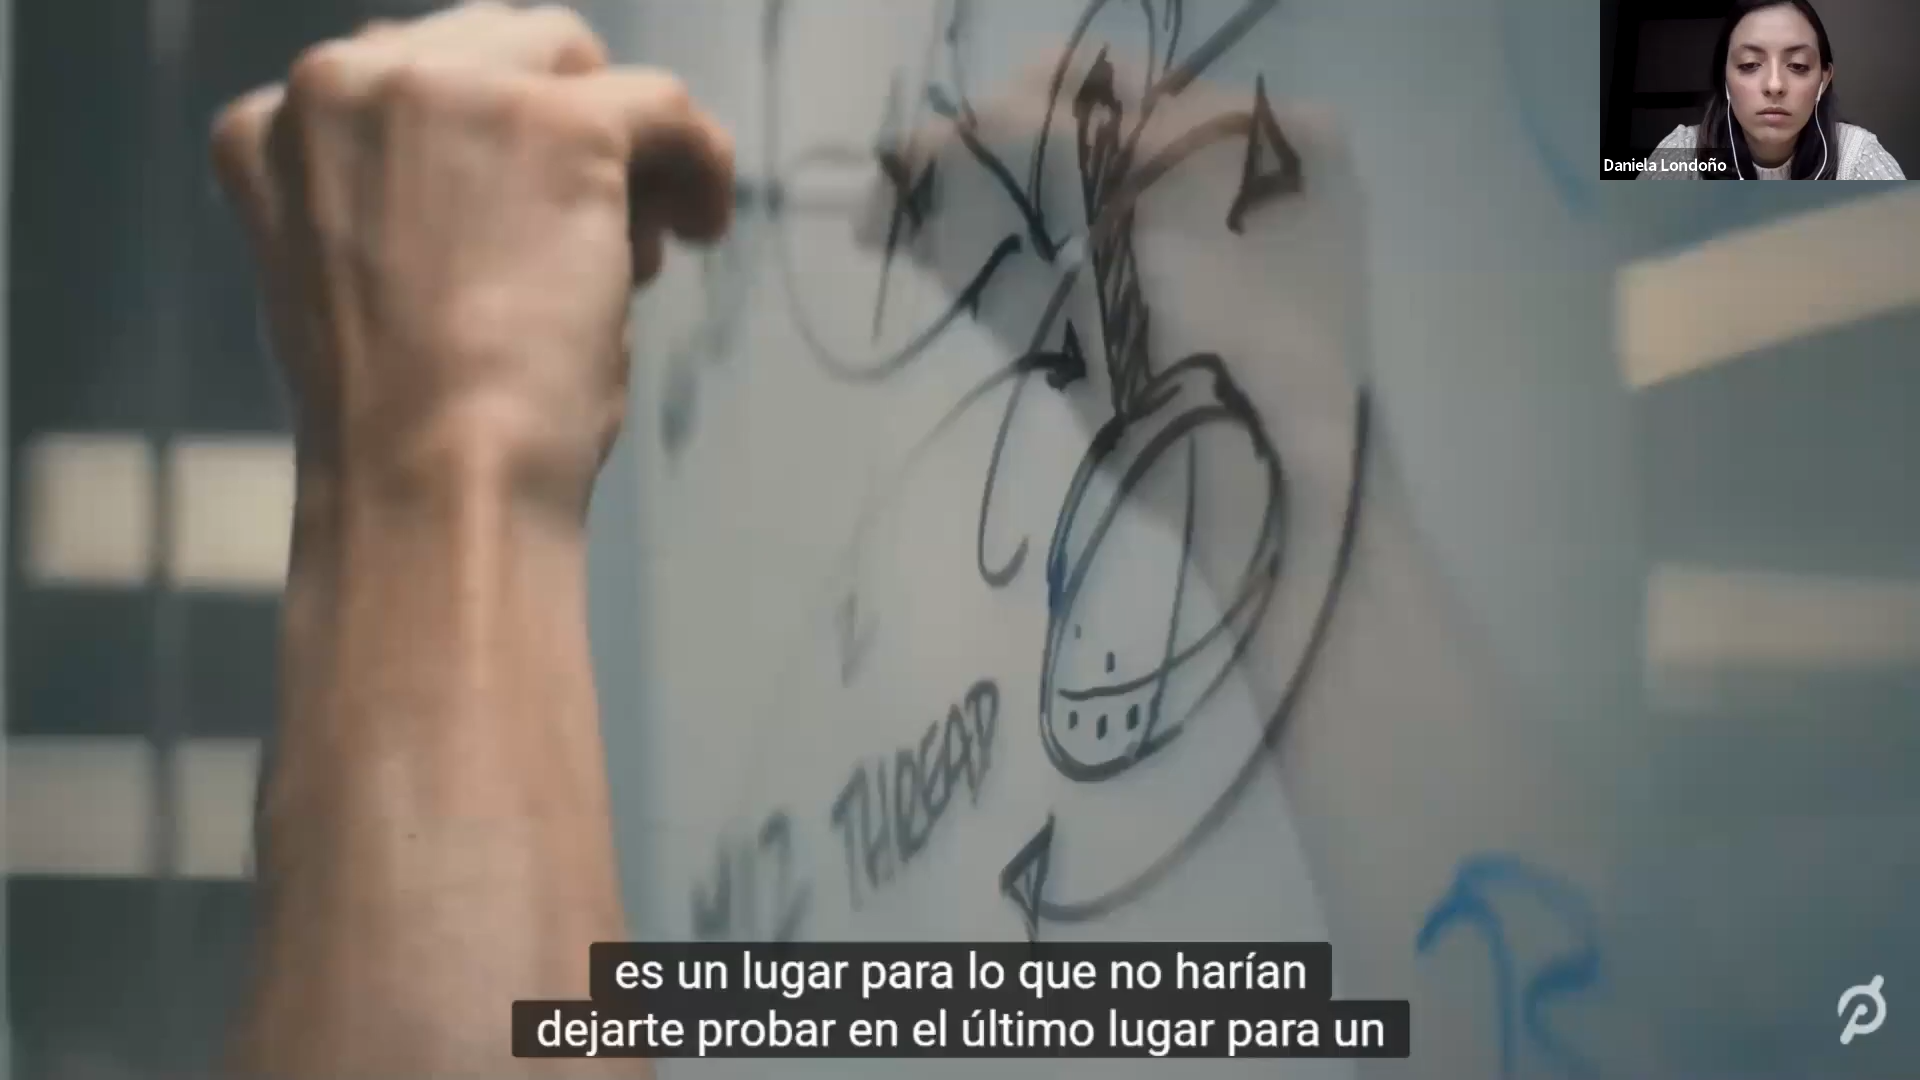 Daniela Londoño
THREAD
es un lugar para lo que no harían
dejarte probar en el último lugar para un